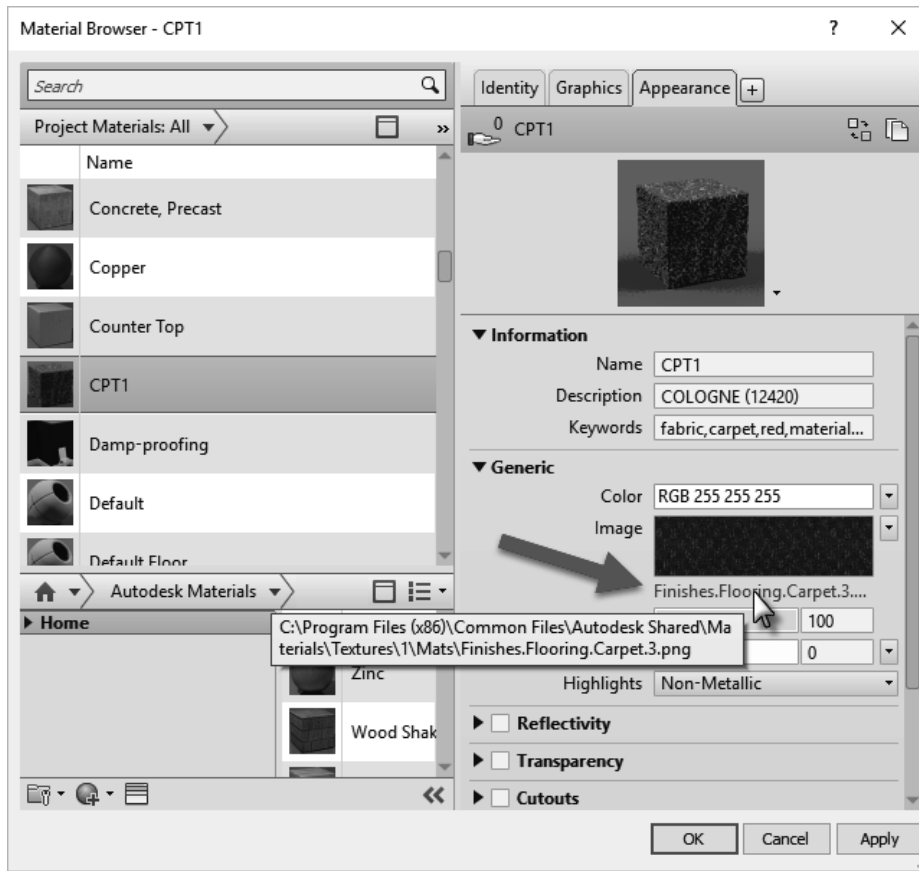 Material Browser - CPT1
?
Search
Project Materials: All
»
Name
Concrete, Precast
Copper
Counter Top
CPT1
Damp-proofing
Default
Default Floor
Autodesk Materials
Home
Zinc
Wood Shak
Identity
Graphics
Appearance
+
0
CPT1
Information
Name
CPT1
Description
COLOGNE (12420)
Keywords
fabric,carpet,red,material...
Generic
Color
RGB 255 255 255
Image
Finishes.Flooring.Carpet.3....
100
0
C:\Program Files (x86)\Common Files\Autodesk Shared\Ma
terials\Textures\1\Mats\Finishes.Flooring.Carpet.3.png
Highlights
Non-Metallic
Reflectivity
Transparency
Cutouts
OK
Cancel
Apply